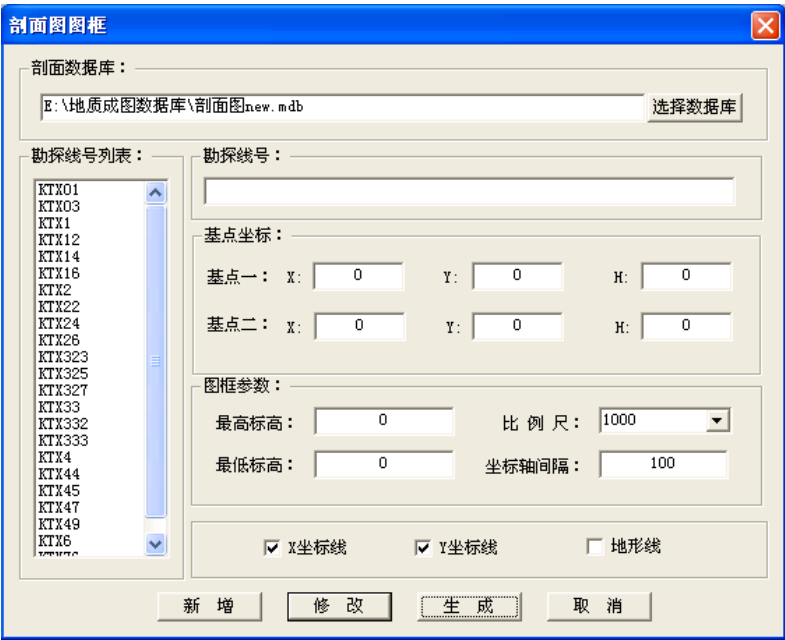 剖面图图框
剖面数据库：
E:\地质成图数据库\剖面图new.mdb 选择数据库
勘探线号列表：
KTX01
KTX03
KTX1
KTX12
KTX14
KTX16
KTX2
KTX22
KTX24
KTX26
KTX323
KTX325
KTX327
KTX33
KTX332
KTX333
KTX4
KTX44
KTX45
KTX47
KTX49
KTX6
勘探线号：
基点坐标：
基点一： X: 0 Y: 0 H: 0
基点二： X: 0 Y: 0 H: 0
图框参数：
最高标高： 0 比 例 尺： 1000
最低标高： 0 坐标轴间隔： 100
X坐标线 Y坐标线 地形线
新 增 修 改 生 成 取 消